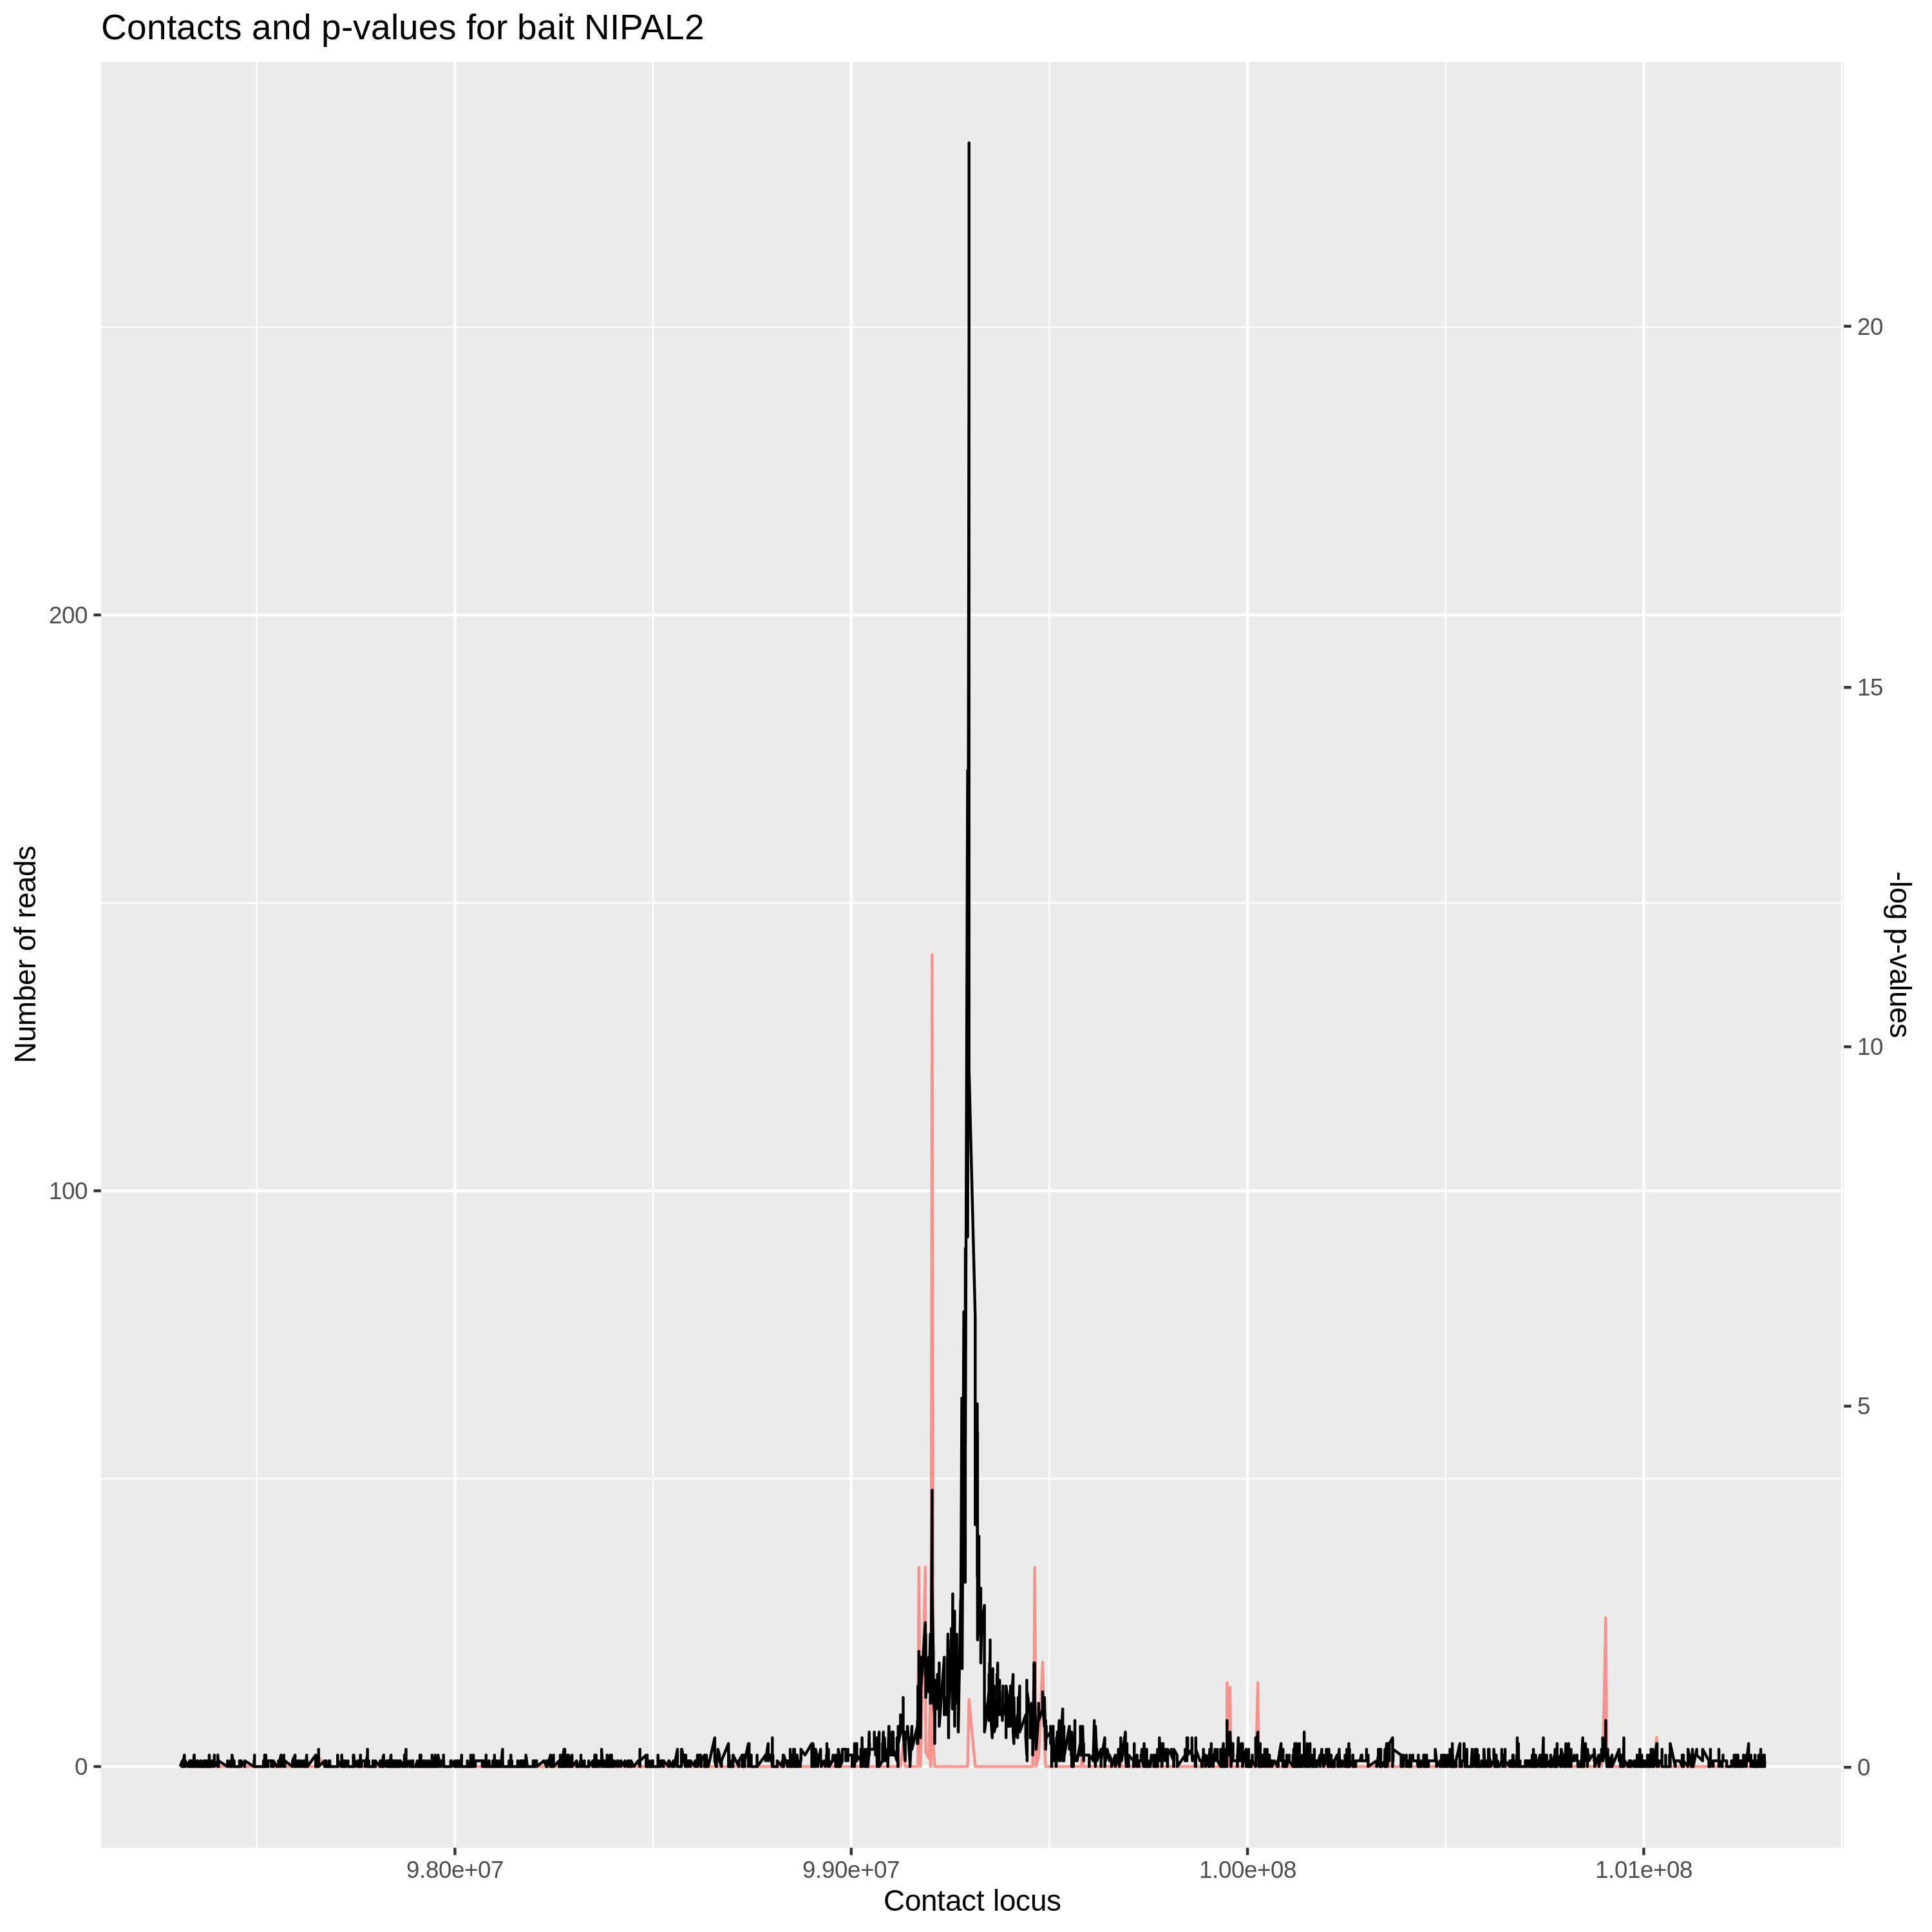 Contacts and p-values for bait NIPAL2
Number of reads
200
100
0
20
15
10
5
0
-log p-values
9.80e+07
9.90e+07
1.00e+08
1.01e+08
Contact locus